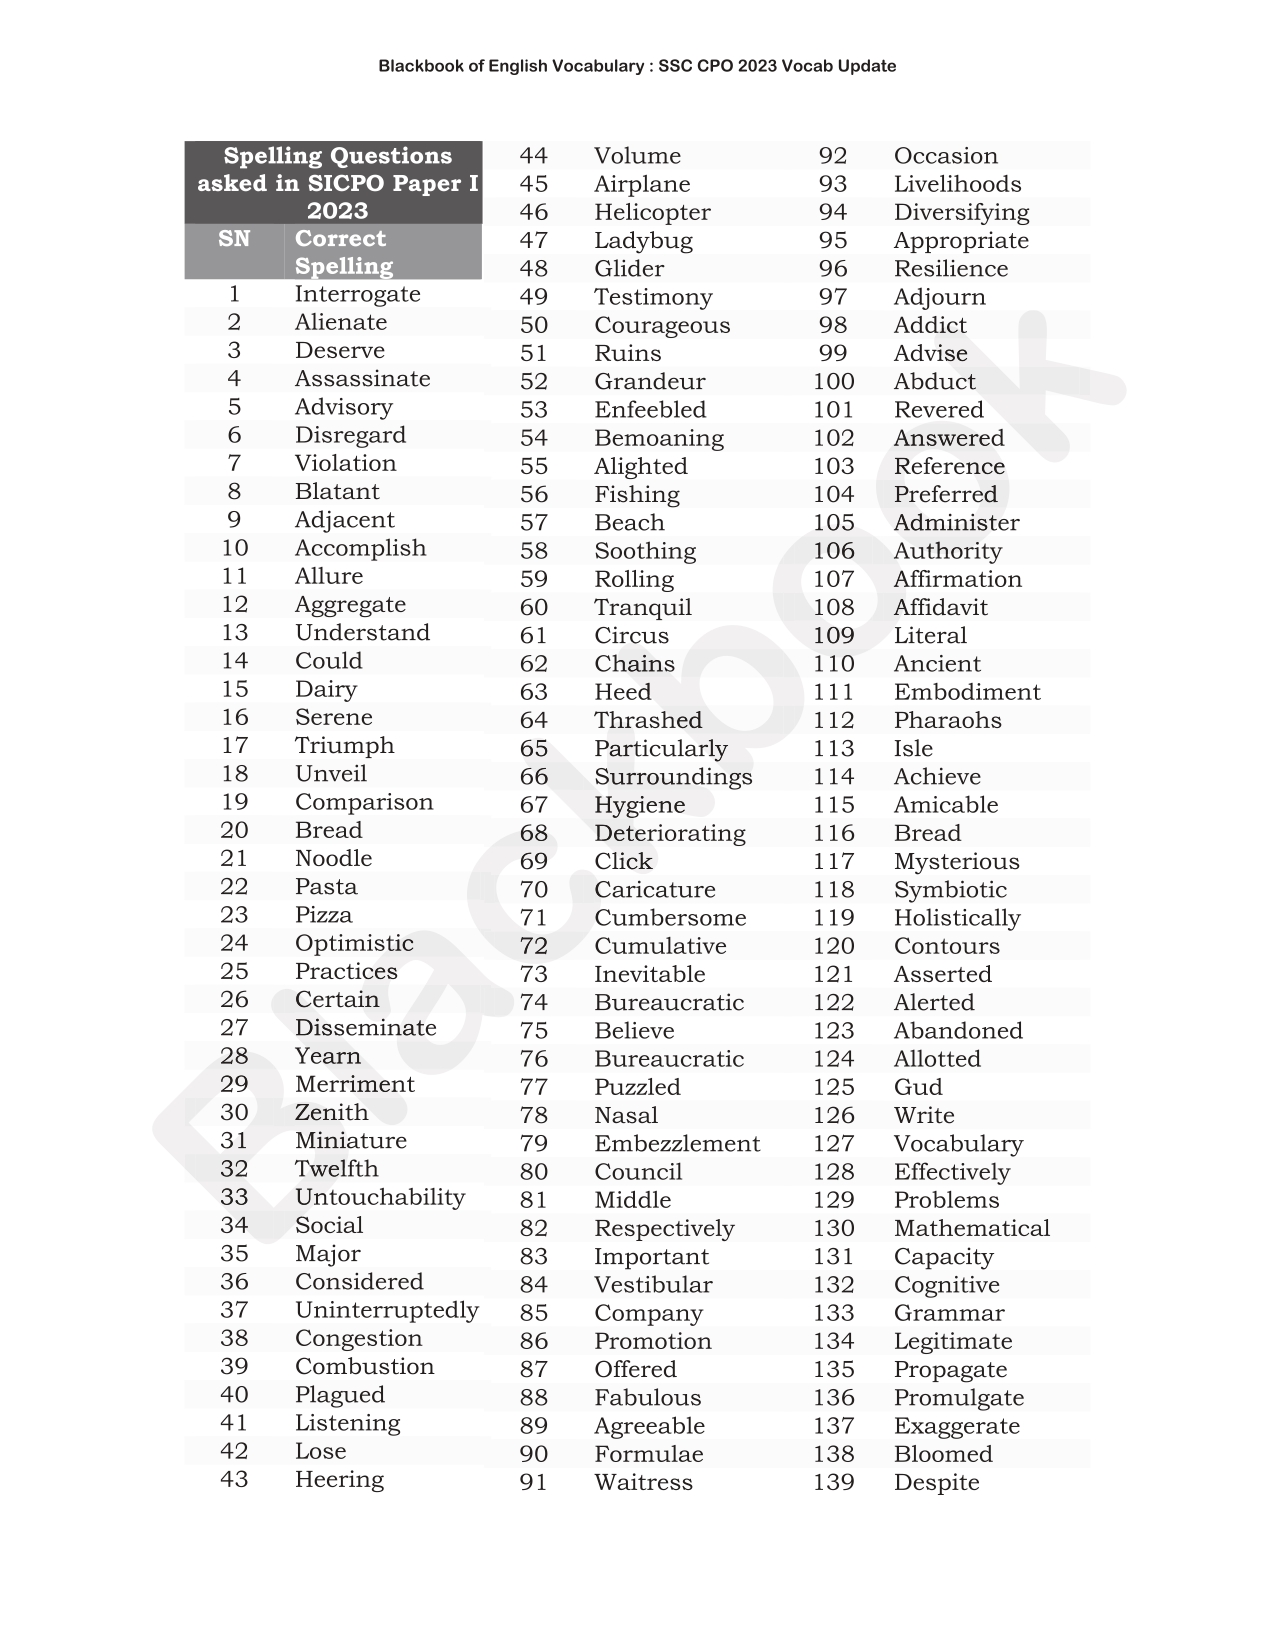 Blackbook of English Vocabulary : SSC CPO 2023 Vocab Update
Spelling Questions
asked in SICPO Paper I
2023
SN Correct
Spelling
1 Interrogate
2 Alienate
3 Deserve
4 Assassinate
5 Advisory
6 Disregard
7 Violation
8 Blatant
9 Adjacent
10 Accomplish
11 Allure
12 Aggregate
13 Understand
14 Could
15 Dairy
16 Serene
17 Triumph
18 Unveil
19 Comparison
20 Bread
21 Noodle
22 Pasta
23 Pizza
24 Optimistic
25 Practices
26 Certain
27 Disseminate
28 Yearn
29 Merriment
30 Zenith
31 Miniature
32 Twelfth
33 Untouchability
34 Social
35 Major
36 Considered
37 Uninterruptedly
38 Congestion
39 Combustion
40 Plagued
41 Listening
42 Lose
43 Heering
44 Volume
45 Airplane
46 Helicopter
47 Ladybug
48 Glider
49 Testimony
50 Courageous
51 Ruins
52 Grandeur
53 Enfeebled
54 Bemoaning
55 Alighted
56 Fishing
57 Beach
58 Soothing
59 Rolling
60 Tranquil
61 Circus
62 Chains
63 Heed
64 Thrashed
65 Particularly
66 Surroundings
67 Hygiene
68 Deteriorating
69 Click
70 Caricature
71 Cumbersome
72 Cumulative
73 Inevitable
74 Bureaucratic
75 Believe
76 Bureaucratic
77 Puzzled
78 Nasal
79 Embezzlement
80 Council
81 Middle
82 Respectively
83 Important
84 Vestibular
85 Company
86 Promotion
87 Offered
88 Fabulous
89 Agreeable
90 Formulae
91 Waitress
92 Occasion
93 Livelihoods
94 Diversifying
95 Appropriate
96 Resilience
97 Adjourn
98 Addict
99 Advise
100 Abduct
101 Revered
102 Answered
103 Reference
104 Preferred
105 Administer
106 Authority
107 Affirmation
108 Affidavit
109 Literal
110 Ancient
111 Embodiment
112 Pharaohs
113 Isle
114 Achieve
115 Amicable
116 Bread
117 Mysterious
118 Symbiotic
119 Holistically
120 Contours
121 Asserted
122 Alerted
123 Abandoned
124 Allotted
125 Gud
126 Write
127 Vocabulary
128 Effectively
129 Problems
130 Mathematical
131 Capacity
132 Cognitive
133 Grammar
134 Legitimate
135 Propagate
136 Promulgate
137 Exaggerate
138 Bloomed
139 Despite
Blackbook